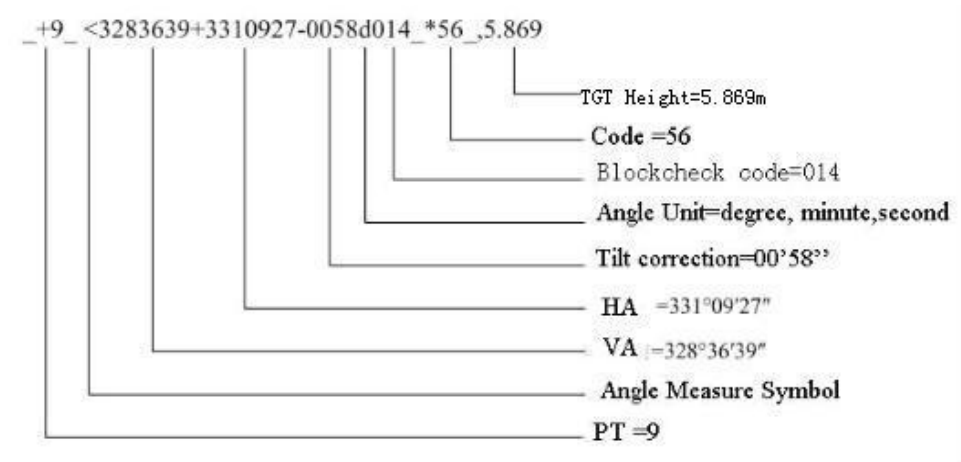 _+9_ <3283639+3310927-0058d014_*56_,5.869
TGT Height=5.869m
Code =56
Blockcheck code=014
Angle Unit=degree, minute,second
Tilt correction=00’58’’
HA =331°09′27″
VA =328°36′39″
Angle Measure Symbol
PT =9